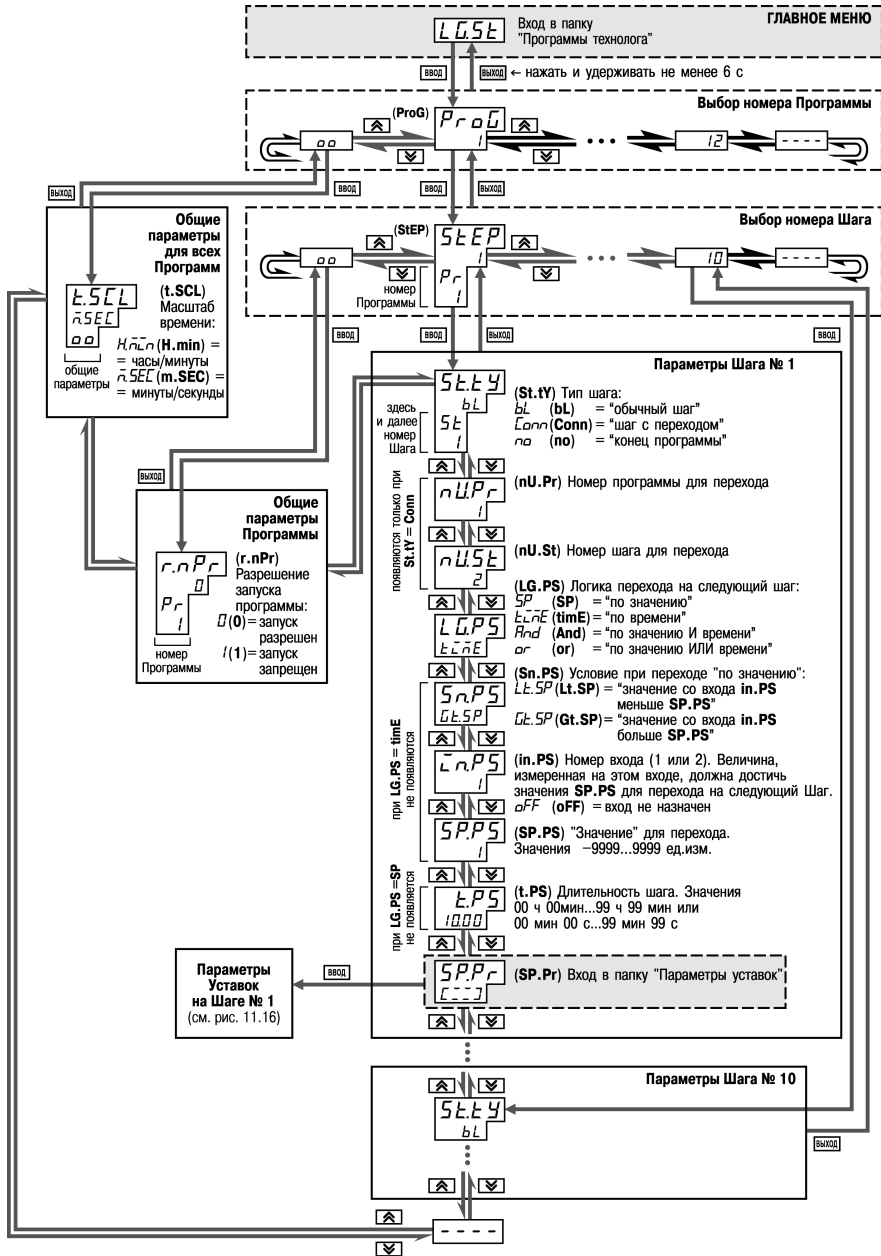 ГЛАВНОЕ МЕНЮ
LG.St
Вход в папку
"Программы технолога"
ВВОД
ВЫХОД
← нажать и удерживать не менее 6 с
Выбор номера Программы
(ProG)
ProG
1
oo
• • •
12
- - - -
ВЫХОД
ВВОД
ВВОД
ВЫХОД
Выбор номера Шага
(StEP)
StEP
1
Pr
1
oo
• • •
10
- - - -
номер
Программы
Общие
параметры
для всех
Программ
t.SCL
m.SEC
oo
общие
параметры
(t.SCL)
Масштаб
времени:
H.min (H.min) =
= часы/минуты
m.SEC (m.SEC) =
= минуты/секунды
ВВОД
ВВОД
ВЫХОД
ВВОД
Параметры Шага № 1
St.tY
bL
St
1
здесь
и далее
номер
Шага
(St.tY) Тип шага:
bL (bL) = “обычный шаг”
Conn (Conn) = “шаг с переходом”
no (no) = “конец программы”
появляются только при
St.tY = Conn
nU.Pr
1
(nU.Pr) Номер программы для перехода
nU.St
2
(nU.St) Номер шага для перехода
ВЫХОД
Общие
параметры
Программы
r.nPr
0
Pr
1
номер
Программы
(r.nPr)
Разрешение
запуска
программы:
0 (0) = запуск
разрешен
1 (1) = запуск
запрещен
LG.PS
timE
(LG.PS) Логика перехода на следующий шаг:
SP (SP) = “по значению”
timE (timE) = “по времени”
And (And) = “по значению И времени”
or (or) = “по значению ИЛИ времени”
при LG.PS = timE
не появляются
Sn.PS
Gt.SP
(Sn.PS) Условие при переходе "по значению":
Lt.SP (Lt.SP) = “значение со входа in.PS
меньше SP.PS”
Gt.SP (Gt.SP) = “значение со входа in.PS
больше SP.PS”
in.PS
1
(in.PS) Номер входа (1 или 2). Величина,
измеренная на этом входе, должна достичь
значения SP.PS для перехода на следующий Шаг.
oFF (oFF) = вход не назначен
SP.PS
1
(SP.PS) "Значение" для перехода.
Значения −9999...9999 ед.изм.
при LG.PS =SP
не появляется
t.PS
10.00
(t.PS) Длительность шага. Значения
00 ч 00мин...99 ч 99 мин или
00 мин 00 с...99 мин 99 с
Параметры
Уставок
на Шаге № 1
(см. рис. 11.16)
ВВОД
SP.Pr
[---]
(SP.Pr) Вход в папку "Параметры уставок"
Параметры Шага № 10
St.tY
bL
ВЫХОД
- - - -